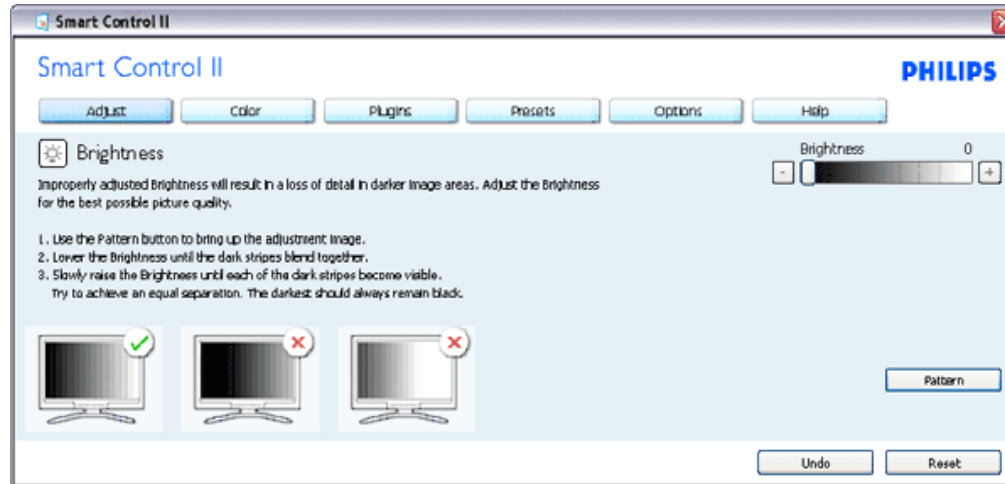 Smart Control II
Smart Control II
PHILIPS
Adjust Color Plugins Presets Options Help
Brightness
Brightness 0
- +
Improperly adjusted Brightness will result in a loss of detail in darker image areas. Adjust the Brightness
for the best possible picture quality.
1. Use the Pattern button to bring up the adjustment image.
2. Lower the Brightness until the dark stripes blend together.
3. Slowly raise the Brightness until each of the dark stripes become visible.
Try to achieve an equal separation. The darkest should always remain black.
Pattern
Undo Reset